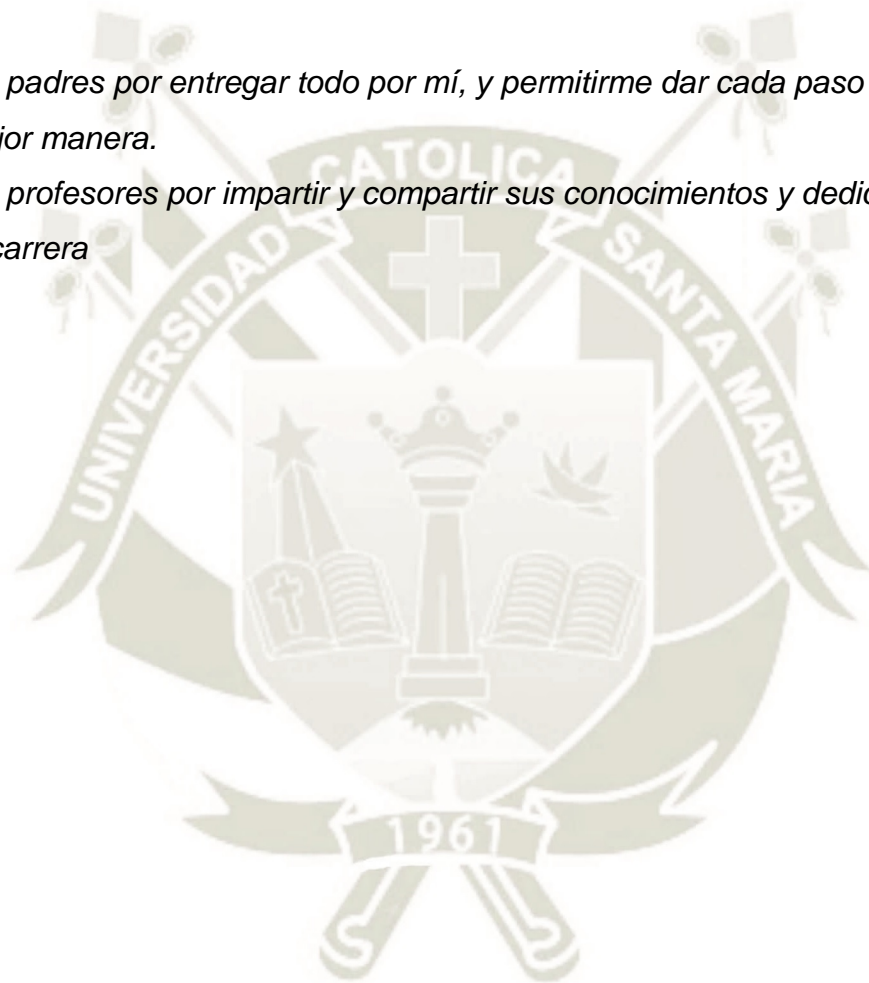 padres por entregar todo por mí, y permitirme dar cada paso
jor manera.
profesores por impartir y compartir sus conocimientos y dedic
carrera
UNIVERSIDAD CATOLICA SANTA MARIA
1961